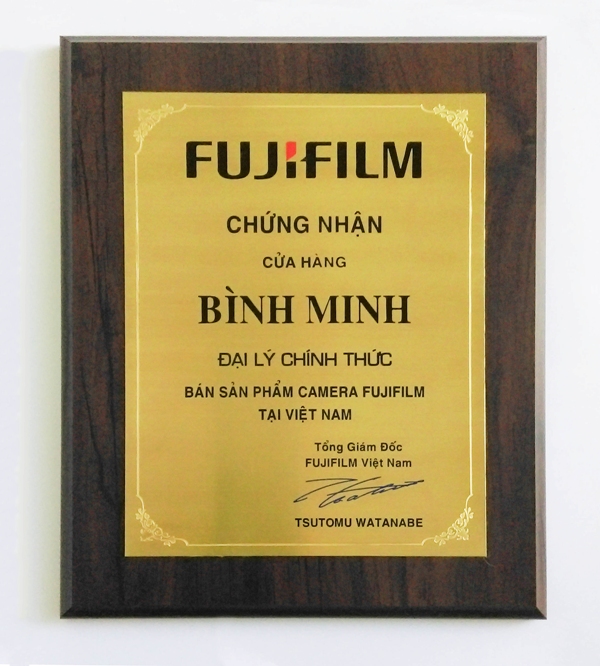 FUJIFILM
CHỨNG NHẬN
CỬA HÀNG
BÌNH MINH
ĐẠI LÝ CHÍNH THỨC
BÁN SẢN PHẨM CAMERA FUJIFILM
TẠI VIỆT NAM
Tổng Giám Đốc
FUJIFILM Việt Nam
TSUTOMU WATANABE